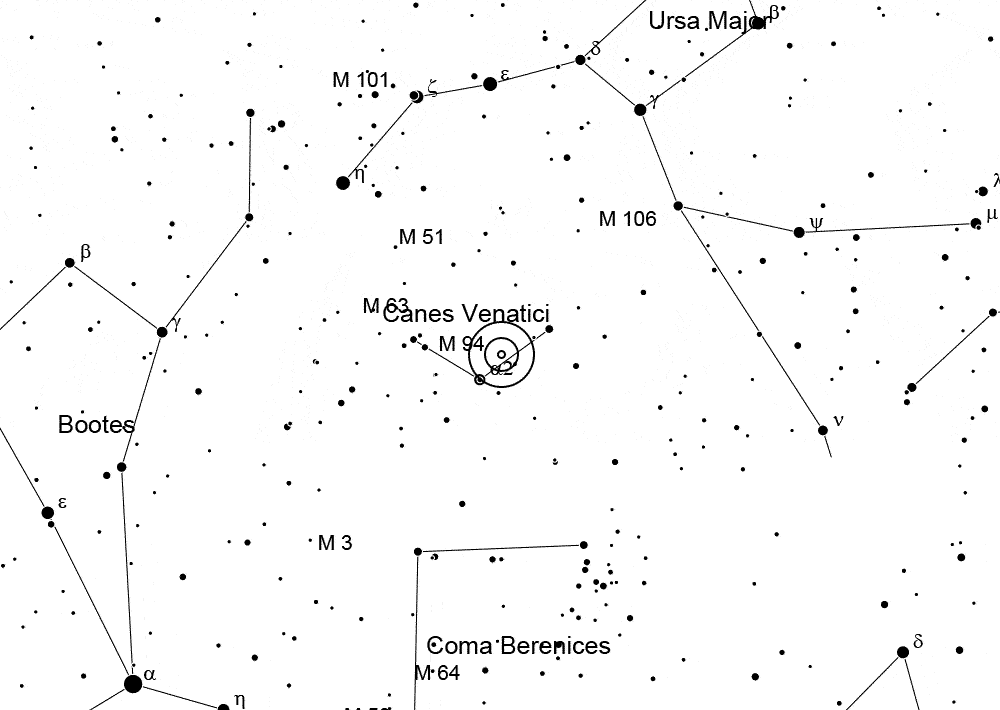 Ursa Major β
δ
M 101 ζ ε
γ
η
λ
M 106 ψ μ
M 51
β
M 63
Canes Venatici
γ
M 94
α2
Bootes
ν
ε
M 3
Coma Berenices
δ
M 64
α
η